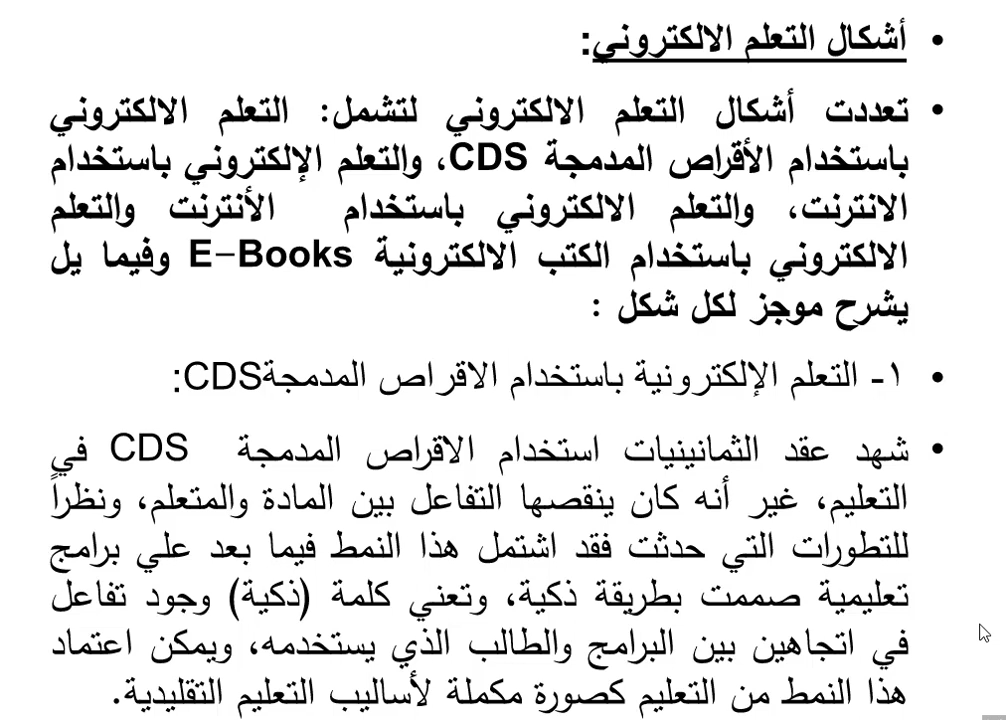 • أشكال التعلم الالكتروني:
• تعددت أشكال التعلم الالكتروني لتشمل: التعلم الالكتروني
باستخدام الأقراص المدمجة CDS، والتعلم الإلكتروني باستخدام
الانترنت، والتعلم الالكتروني باستخدام الأنترنت والتعلم
الالكتروني باستخدام الكتب الالكترونية E-Books وفيما يل
يشرح موجز لكل شكل :
• ١- التعلم الإلكترونية باستخدام الاقراص المدمجةCDS:
• شهد عقد الثمانينيات استخدام الاقراص المدمجة CDS في
التعليم، غير أنه كان ينقصها التفاعل بين المادة والمتعلم، ونظراً
للتطورات التي حدثت فقد اشتمل هذا النمط فيما بعد علي برامج
تعليمية صممت بطريقة ذكية، وتعني كلمة (ذكية) وجود تفاعل
في اتجاهين بين البرامج والطالب الذي يستخدمه، ويمكن اعتماد
هذا النمط من التعليم كصورة مكملة لأساليب التعليم التقليدية.